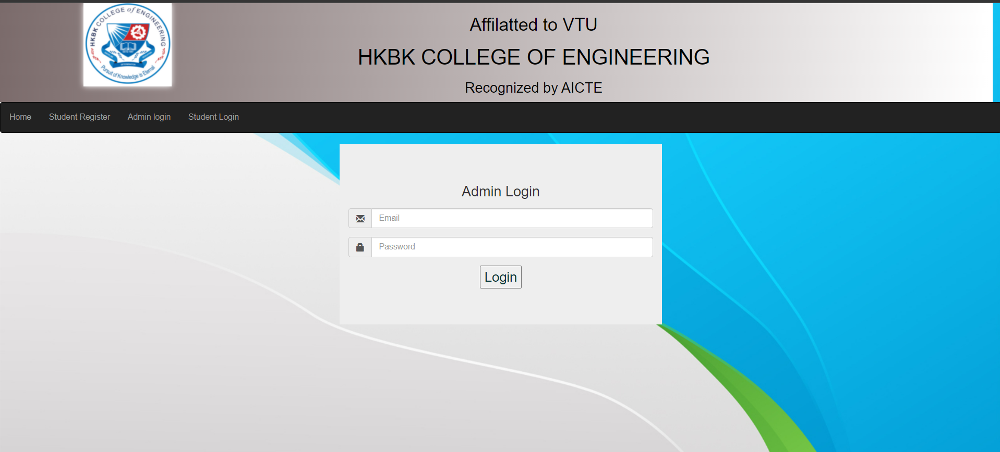 HKBK COLLEGE of ENGINEERING
Pursuit of Knowledge is Eternal
Affilatted to VTU
HKBK COLLEGE OF ENGINEERING
Recognized by AICTE
Home Student Register Admin login Student Login
Admin Login
Email
Password
Login